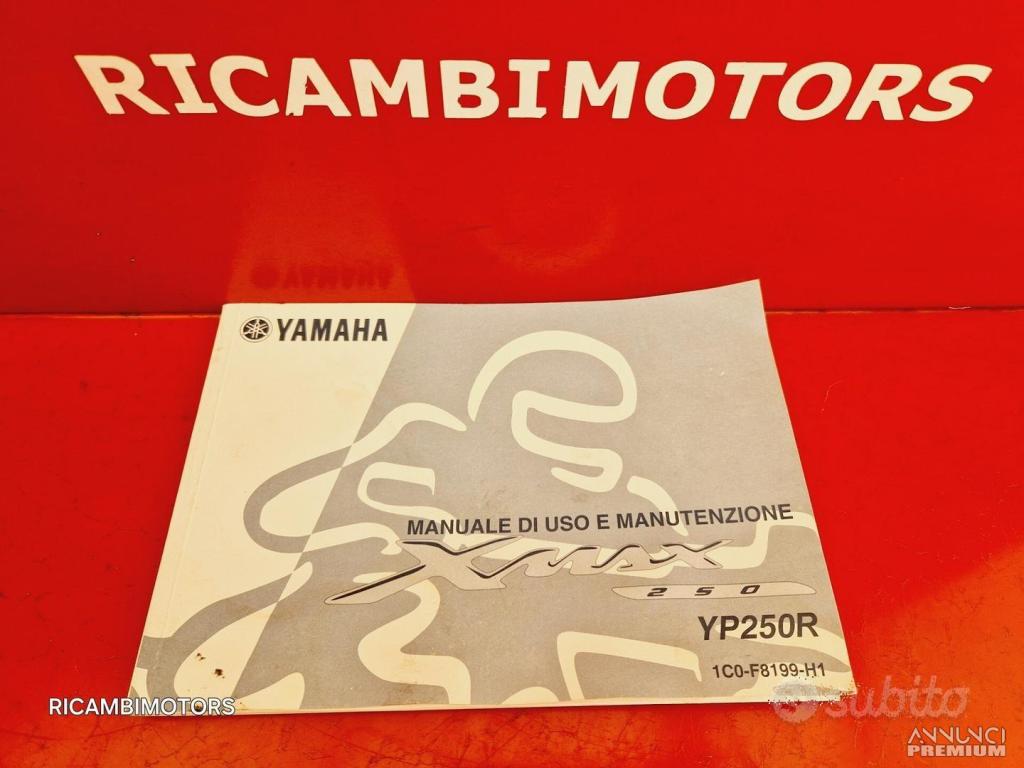 RICAMBIMOTORS
YAMAHA
MANUALE DI USO E MANUTENZIONE
XMAX
250
YP250R
1C0-F8199-H1
RICAMBIMOTORS
subito
ANNUNCI
PREMIUM